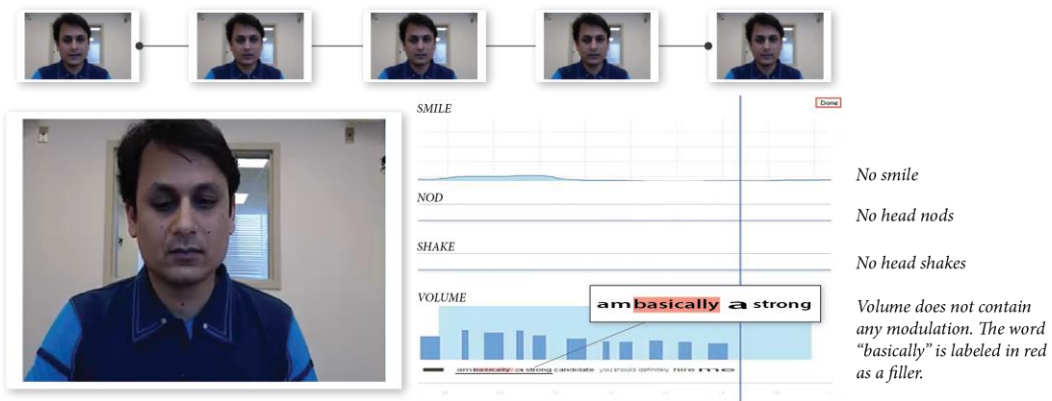 SMILE
Done
No smile
NOD
No head nods
SHAKE
No head shakes
VOLUME
am basically a strong
Volume does not contain
any modulation. The word
“basically” is labeled in red
as a filler.
am basically a strong candidate you should definitely hire me